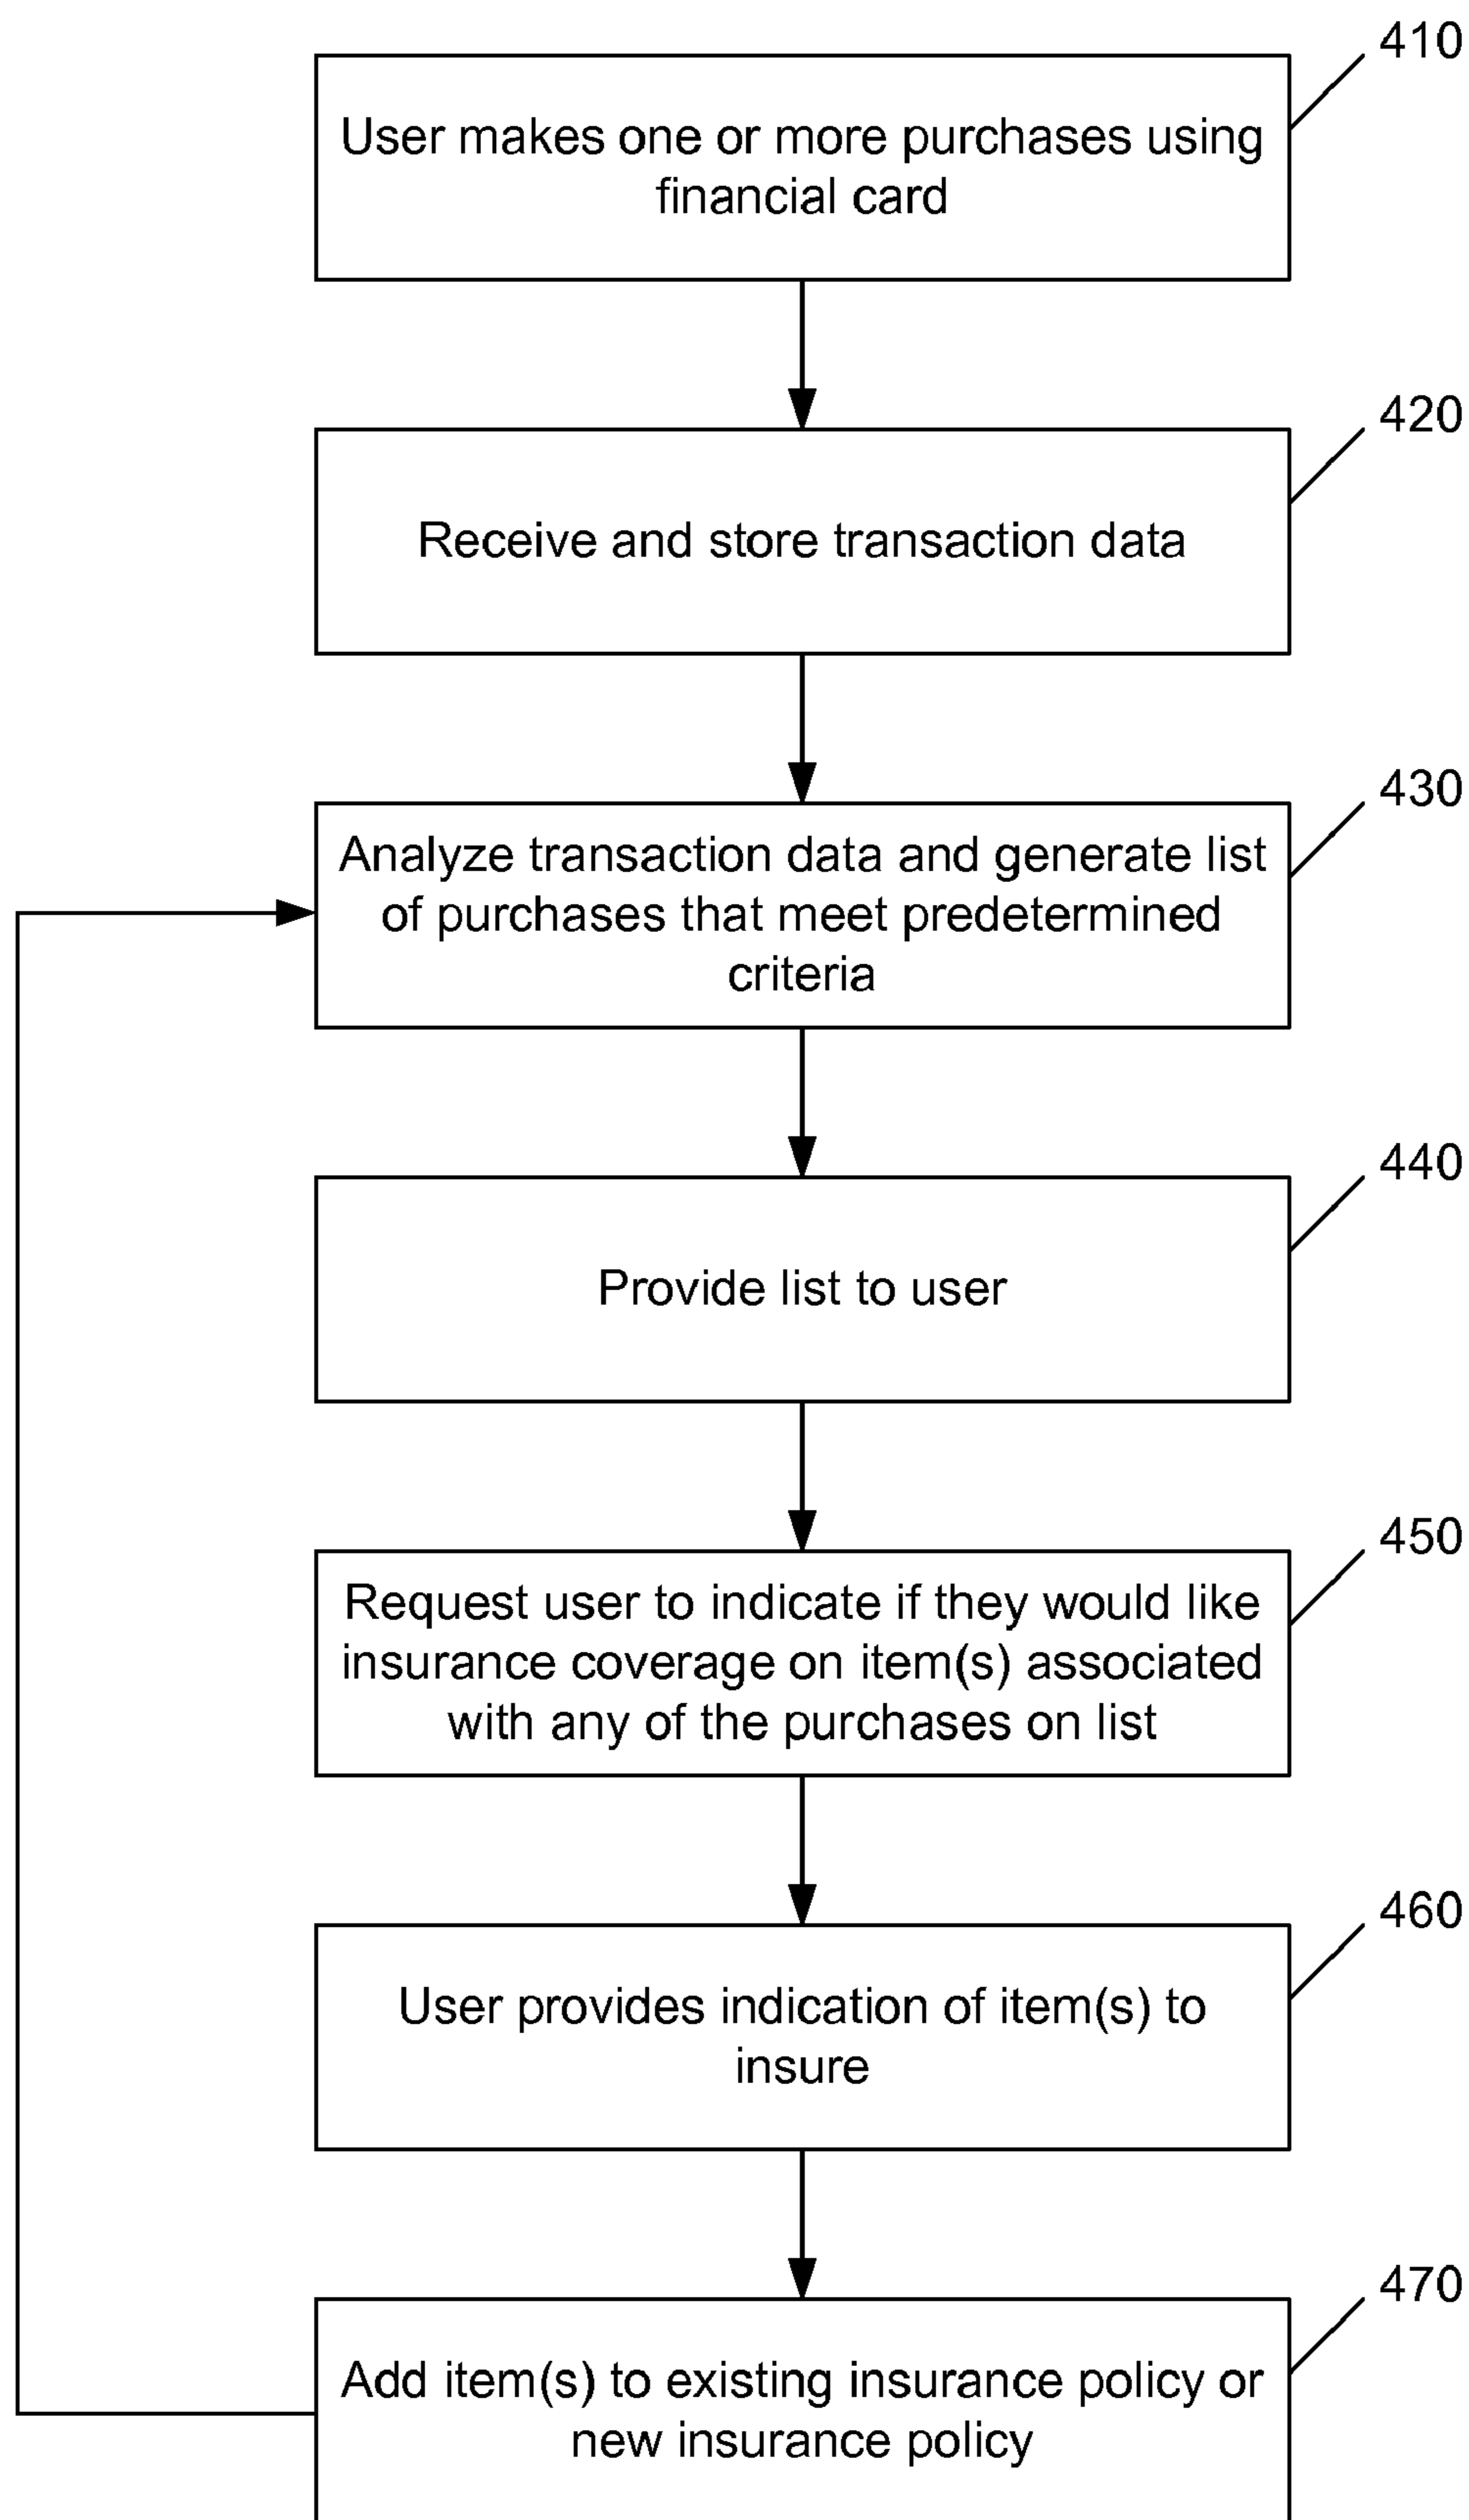 410
User makes one or more purchases using
financial card
420
Receive and store transaction data
430
Analyze transaction data and generate list
of purchases that meet predetermined
criteria
440
Provide list to user
450
Request user to indicate if they would like
insurance coverage on item(s) associated
with any of the purchases on list
460
User provides indication of item(s) to
insure
470
Add item(s) to existing insurance policy or
new insurance policy